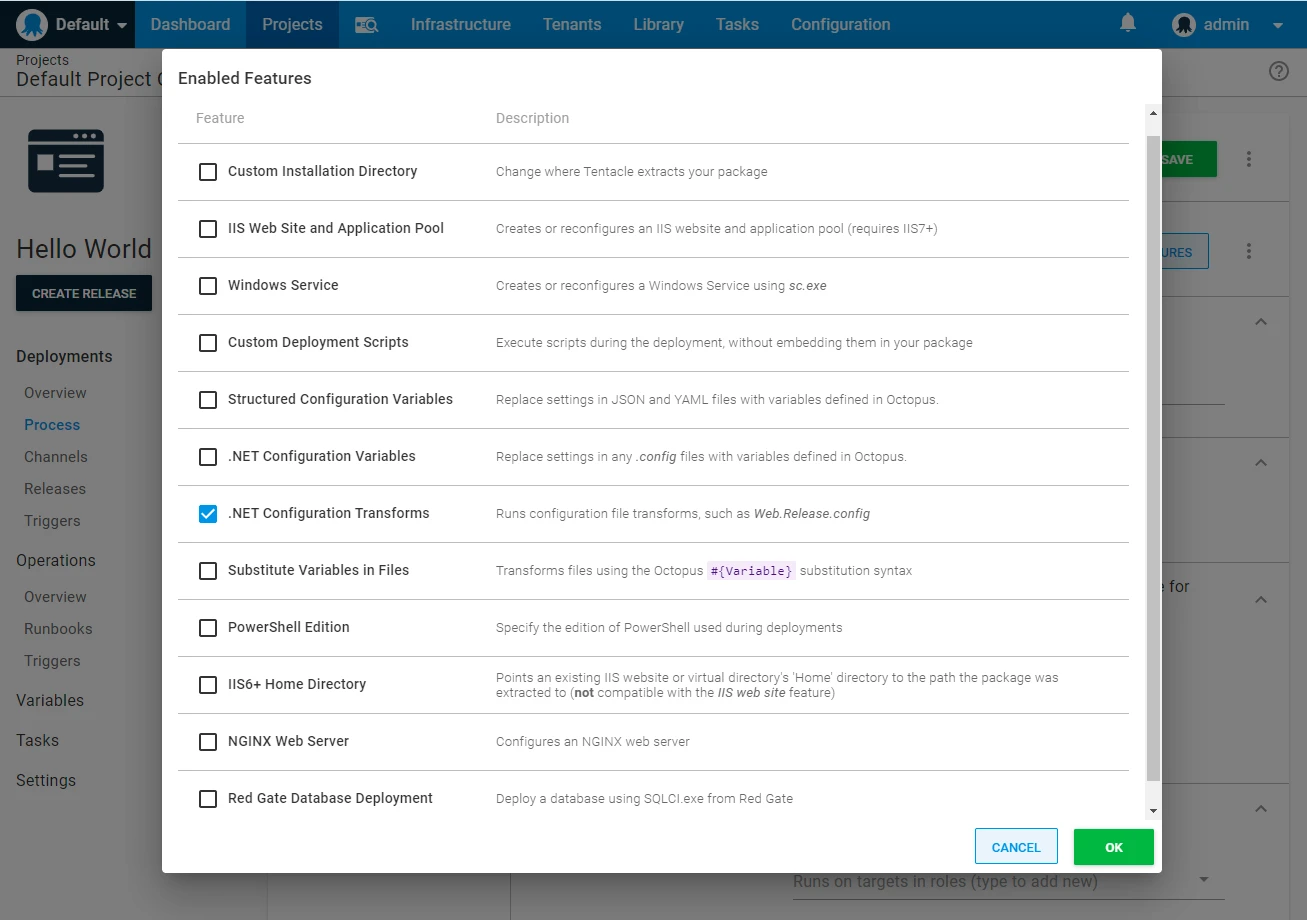 Default Dashboard Projects Infrastructure Tenants Library Tasks Configuration admin
Projects
Default Project
Hello World
CREATE RELEASE
Deployments
Overview
Process
Channels
Releases
Triggers
Operations
Overview
Runbooks
Triggers
Variables
Tasks
Settings
Enabled Features
Feature Description
Custom Installation Directory Change where Tentacle extracts your package
IIS Web Site and Application Pool Creates or reconfigures an IIS website and application pool (requires IIS7+)
Windows Service Creates or reconfigures a Windows Service using sc.exe
Custom Deployment Scripts Execute scripts during the deployment, without embedding them in your package
Structured Configuration Variables Replace settings in JSON and YAML files with variables defined in Octopus.
.NET Configuration Variables Replace settings in any .config files with variables defined in Octopus.
.NET Configuration Transforms Runs configuration file transforms, such as Web.Release.config
Substitute Variables in Files Transforms files using the Octopus #{Variable} substitution syntax
PowerShell Edition Specify the edition of PowerShell used during deployments
IIS6+ Home Directory Points an existing IIS website or virtual directory's 'Home' directory to the path the package was
extracted to (not compatible with the IIS web site feature)
NGINX Web Server Configures an NGINX web server
Red Gate Database Deployment Deploy a database using SQLCI.exe from Red Gate
CANCEL OK
SAVE
URES
for
Runs on targets in roles (type to add new)